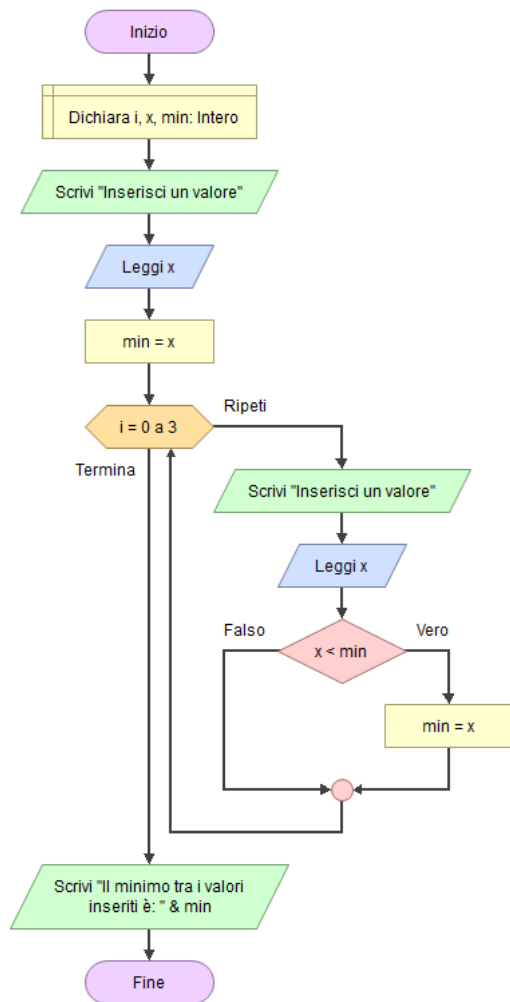 Inizio
Dichiara i, x, min: Intero
Scrivi "Inserisci un valore"
Leggi x
min = x
i = 0 a 3
Ripeti
Termina
Scrivi "Inserisci un valore"
Leggi x
Falso
Vero
x < min
min = x
Scrivi "Il minimo tra i valori
inseriti è: " & min
Fine